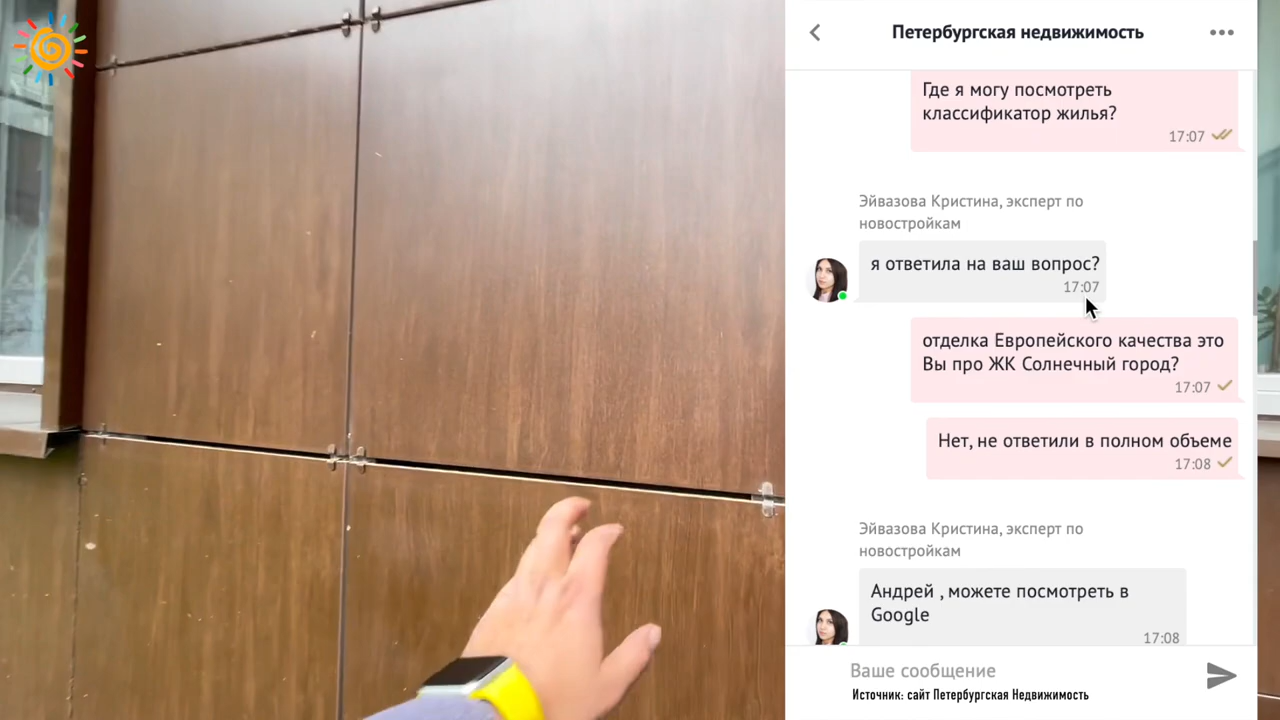 Петербургская недвижимость
Где я могу посмотреть
классификатор жилья?
17:07
Эйвазова Кристина, эксперт по
новостройкам
я ответила на ваш вопрос?
17:07
отделка Европейского качества это
Вы про ЖК Солнечный город?
17:07
Нет, не ответили в полном объеме
17:08
Эйвазова Кристина, эксперт по
новостройкам
Андрей , можете посмотреть в
Google
17:08
Ваше сообщение
Источник: сайт Петербургская Недвижимость